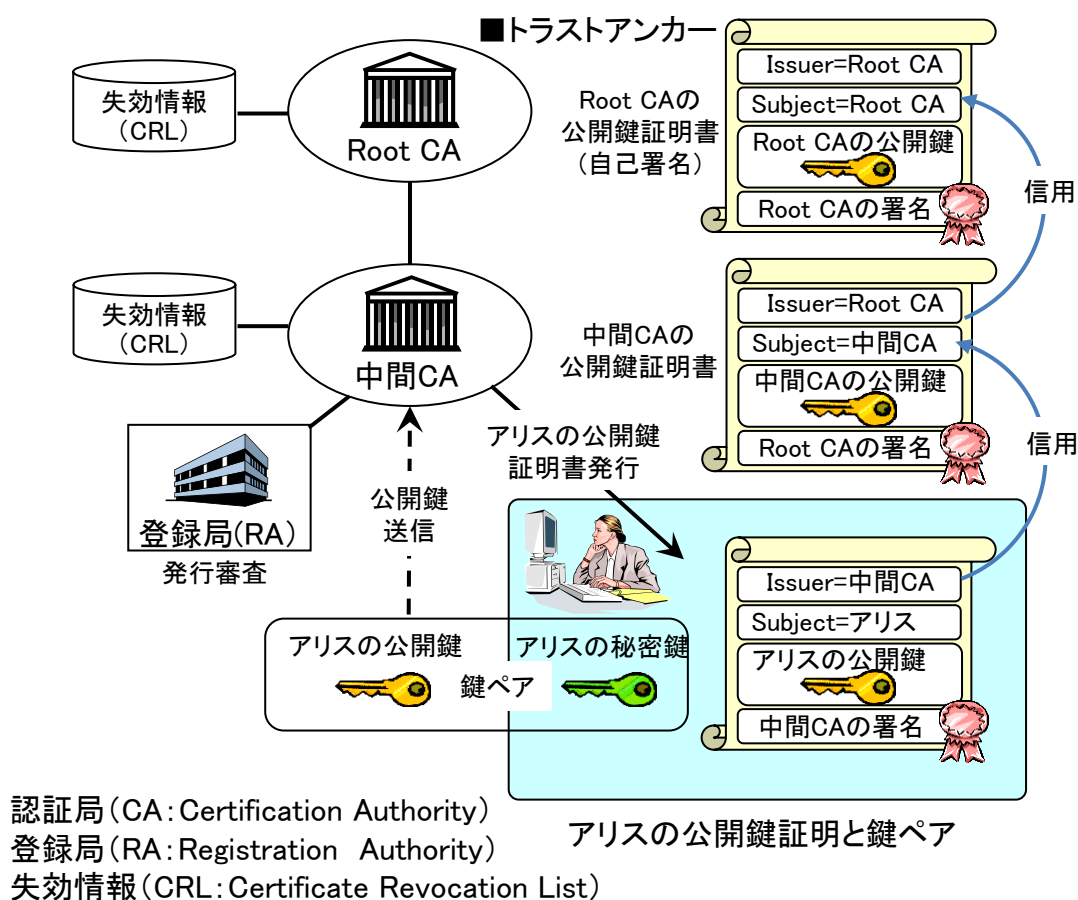 ■トラストアンカー
失効情報
(CRL)
Root CA
Root CAの
公開鍵証明書
(自己署名)
Issuer=Root CA
Subject=Root CA
Root CAの公開鍵
Root CAの署名
信用
失効情報
(CRL)
中間CA
中間CAの
公開鍵証明書
Issuer=Root CA
Subject=中間CA
中間CAの公開鍵
Root CAの署名
信用
登録局(RA)
発行審査
公開鍵
送信
アリスの公開鍵
証明書発行
アリスの公開鍵
鍵ペア
アリスの秘密鍵
Issuer=中間CA
Subject=アリス
アリスの公開鍵
中間CAの署名
アリスの公開鍵証明と鍵ペア
認証局(CA:Certification Authority)
登録局(RA:Registration Authority)
失効情報(CRL:Certificate Revocation List)